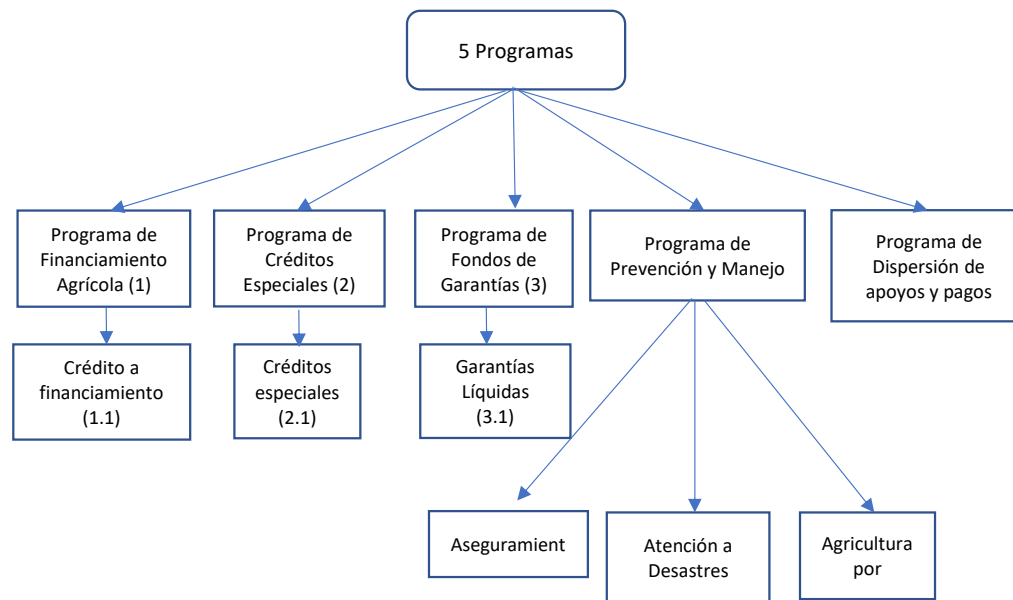 5 Programas
Programa de
Financiamiento
Agrícola (1)
Programa de
Créditos
Especiales (2)
Programa de
Fondos de
Garantías (3)
Programa de
Prevención y Manejo
Programa de
Dispersión de
apoyos y pagos
Crédito a
financiamiento
(1.1)
Créditos
especiales
(2.1)
Garantías
Líquidas
(3.1)
Aseguramient
Atención a
Desastres
Agricultura
por